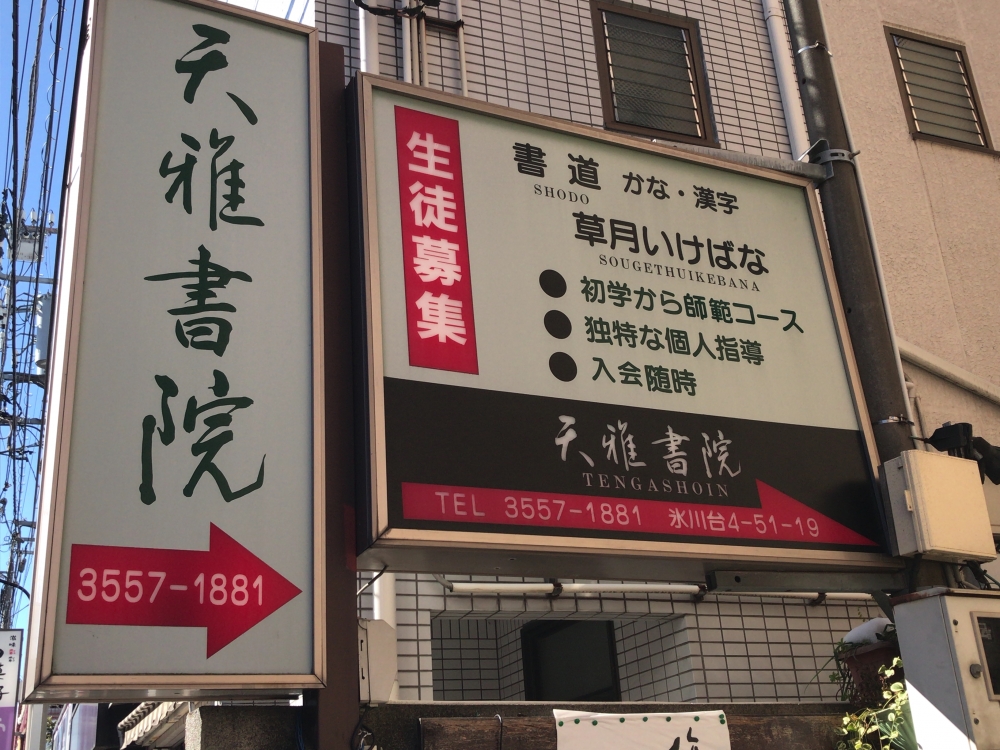 天雅書院
3557-1881
生徒募集
書道 かな・漢字
SHODO
草月いけばな
SOUGETHUIKEBANA
●初学から師範コース
●独特な個人指導
●入会随時
天雅書院
TENGASHOIN
TEL 3557-1881 氷川台4-51-19